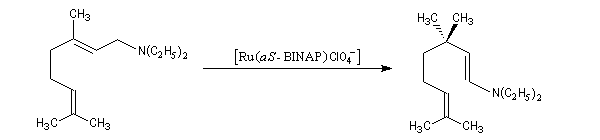 CH₃
N(C₂H₅)₂
H₃C
CH₃
[Ru(aS-BINAP)ClO₄⁻]
H₃C CH₃
N(C₂H₅)₂
H₃C
CH₃